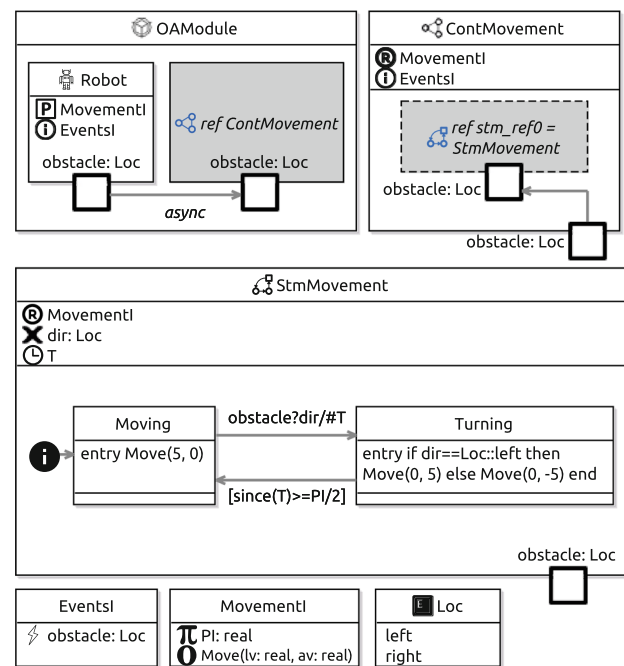 OAModule
Robot
P MovementI
i EventsI
obstacle: Loc
ref ContMovement
obstacle: Loc
async
ContMovement
R MovementI
i EventsI
ref stm_ref0 =
StmMovement
obstacle: Loc
obstacle: Loc
StmMovement
R MovementI
dir: Loc
T
i
Moving
entry Move(5, 0)
obstacle?dir/#T
[since(T)>=PI/2]
Turning
entry if dir==Loc::left then
Move(0, 5) else Move(0, -5) end
obstacle: Loc
EventsI
obstacle: Loc
MovementI
π PI: real
O Move(lv: real, av: real)
E Loc
left
right